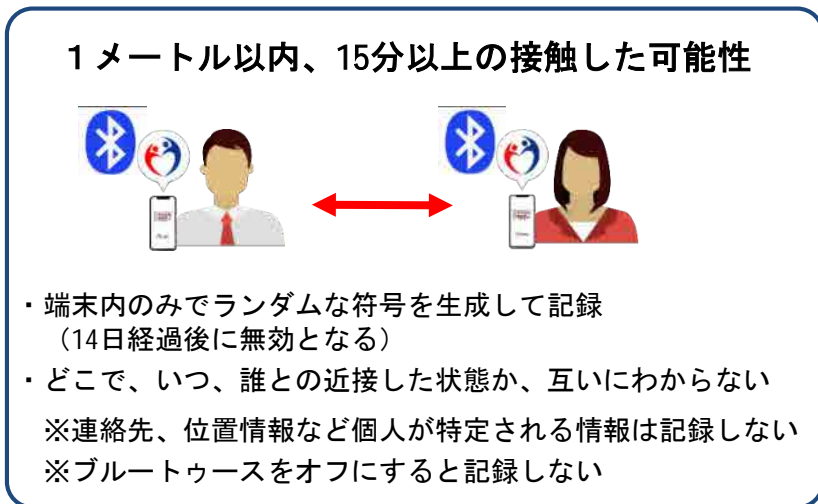 １メートル以内、15分以上の接触した可能性
・端末内のみでランダムな符号を生成して記録
（14日経過後に無効となる）
・どこで、いつ、誰との近接した状態か、互いにわからない
※連絡先、位置情報など個人が特定される情報は記録しない
※ブルートゥースをオフにすると記録しない